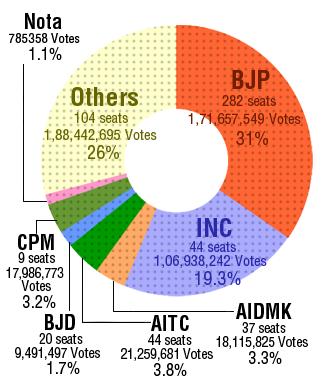 Nota
785358 Votes
1.1%
BJP
282 seats
1,71,657,549 Votes
31%
Others
104 seats
1,88,442,695 Votes
26%
INC
44 seats
1,06,938,242 Votes
19.3%
CPM
9 seats
17,986,773
Votes
3.2%
BJD
20 seats
9,491,497 Votes
1.7%
AITC
44 seats
21,259,681 Votes
3.8%
AIDMK
37 seats
18,115,825 Votes
3.3%